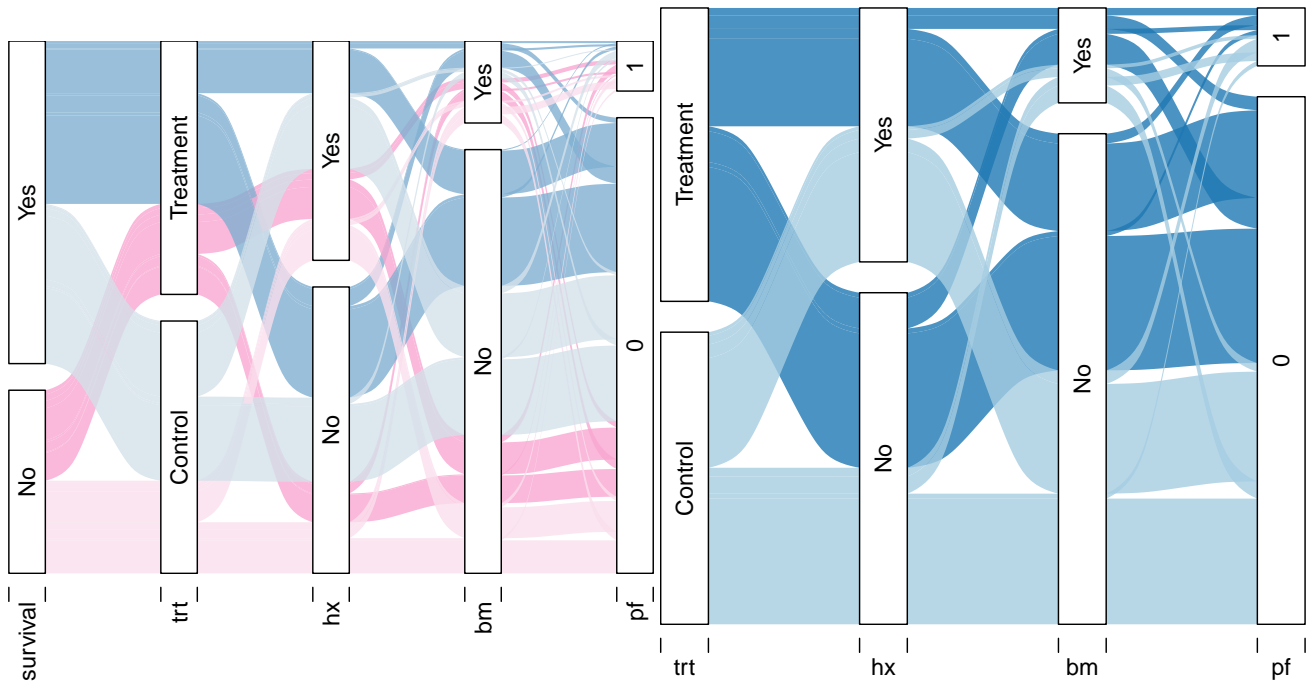 Yes
No
survival
Treatment
Control
trt
Yes
No
hx
Yes
No
bm
1
0
pf
Treatment
Control
trt
Yes
No
hx
Yes
No
bm
1
0
pf